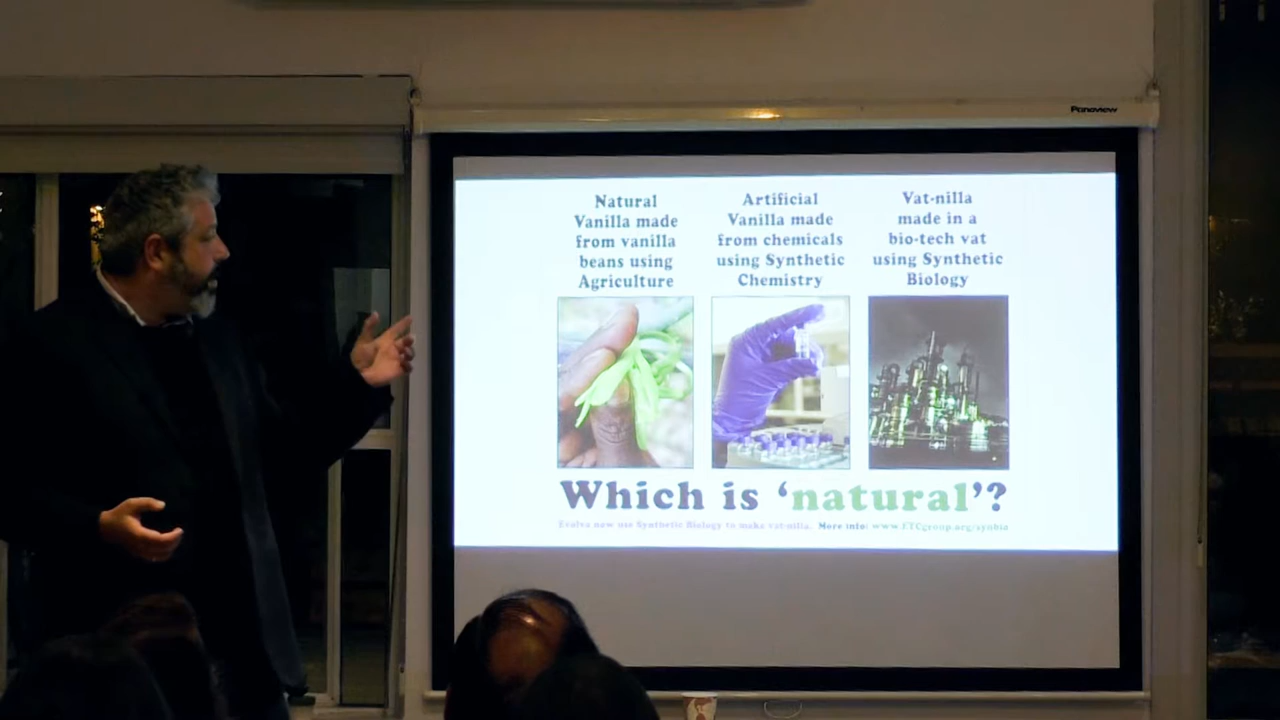 Panaview
Natural
Vanilla made
from vanilla
beans using
Agriculture
Artificial
Vanilla made
from chemicals
using Synthetic
Chemistry
Vat-nilla
made in a
bio-tech vat
using Synthetic
Biology
Which is ‘natural’?
Evolva now use Synthetic Biology to make vat-nilla. More info: www.ETCgroup.org/synbio